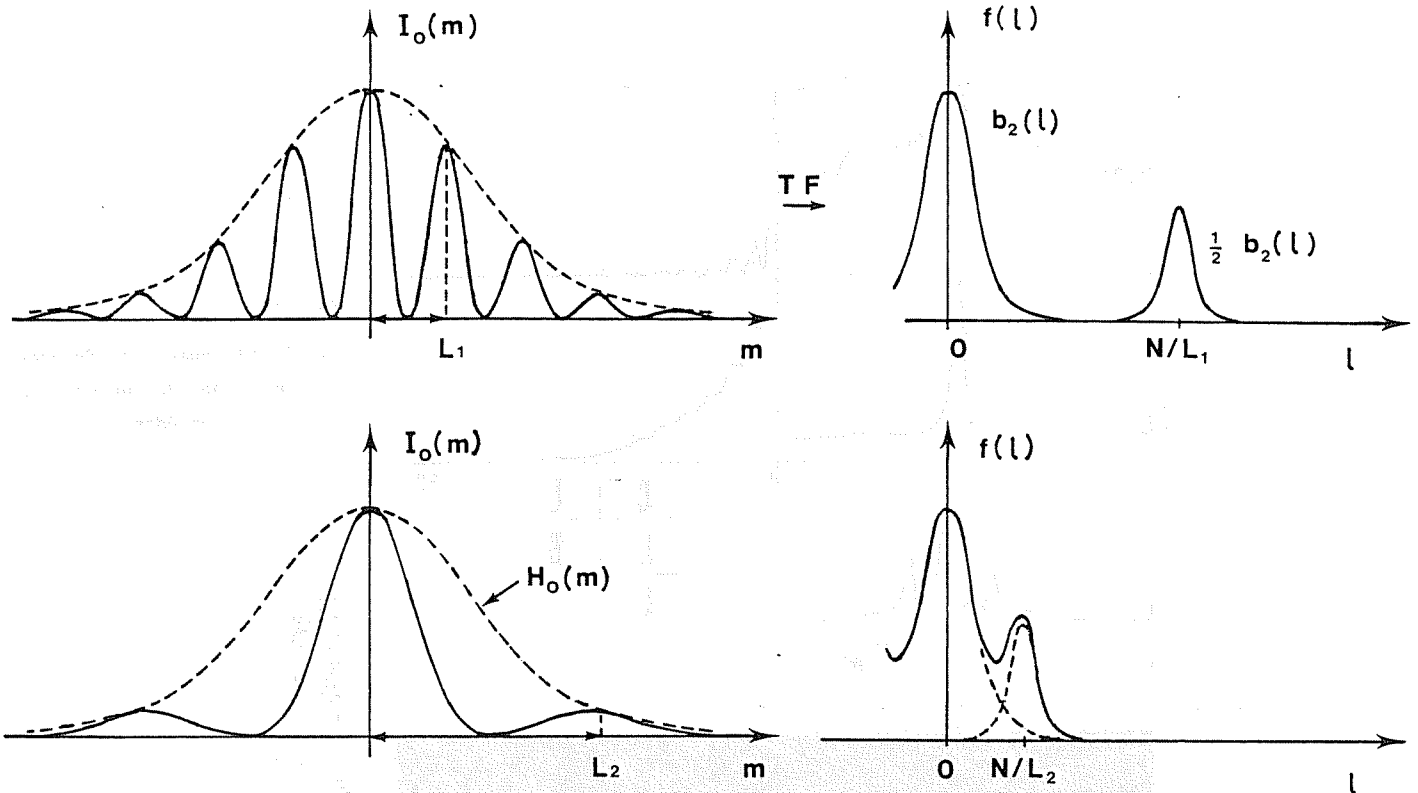 I₀(m)
f(l)
b₂(l)
TF
½ b₂(l)
L₁
m
0
N/L₁
l
I₀(m)
f(l)
H₀(m)
L₂
m
0
N/L₂
l